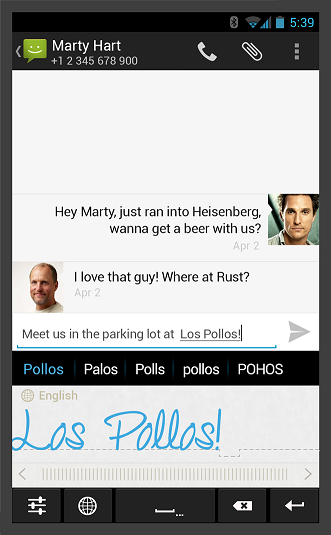 5:39
Marty Hart
+1 2 345 678 900
Hey Marty, just ran into Heisenberg,
wanna get a beer with us?
Apr 2
I love that guy! Where at Rust?
Apr 2
Meet us in the parking lot at Los Pollos!
Pollos Palos Polls pollos POHOS
English
Los Pollos!